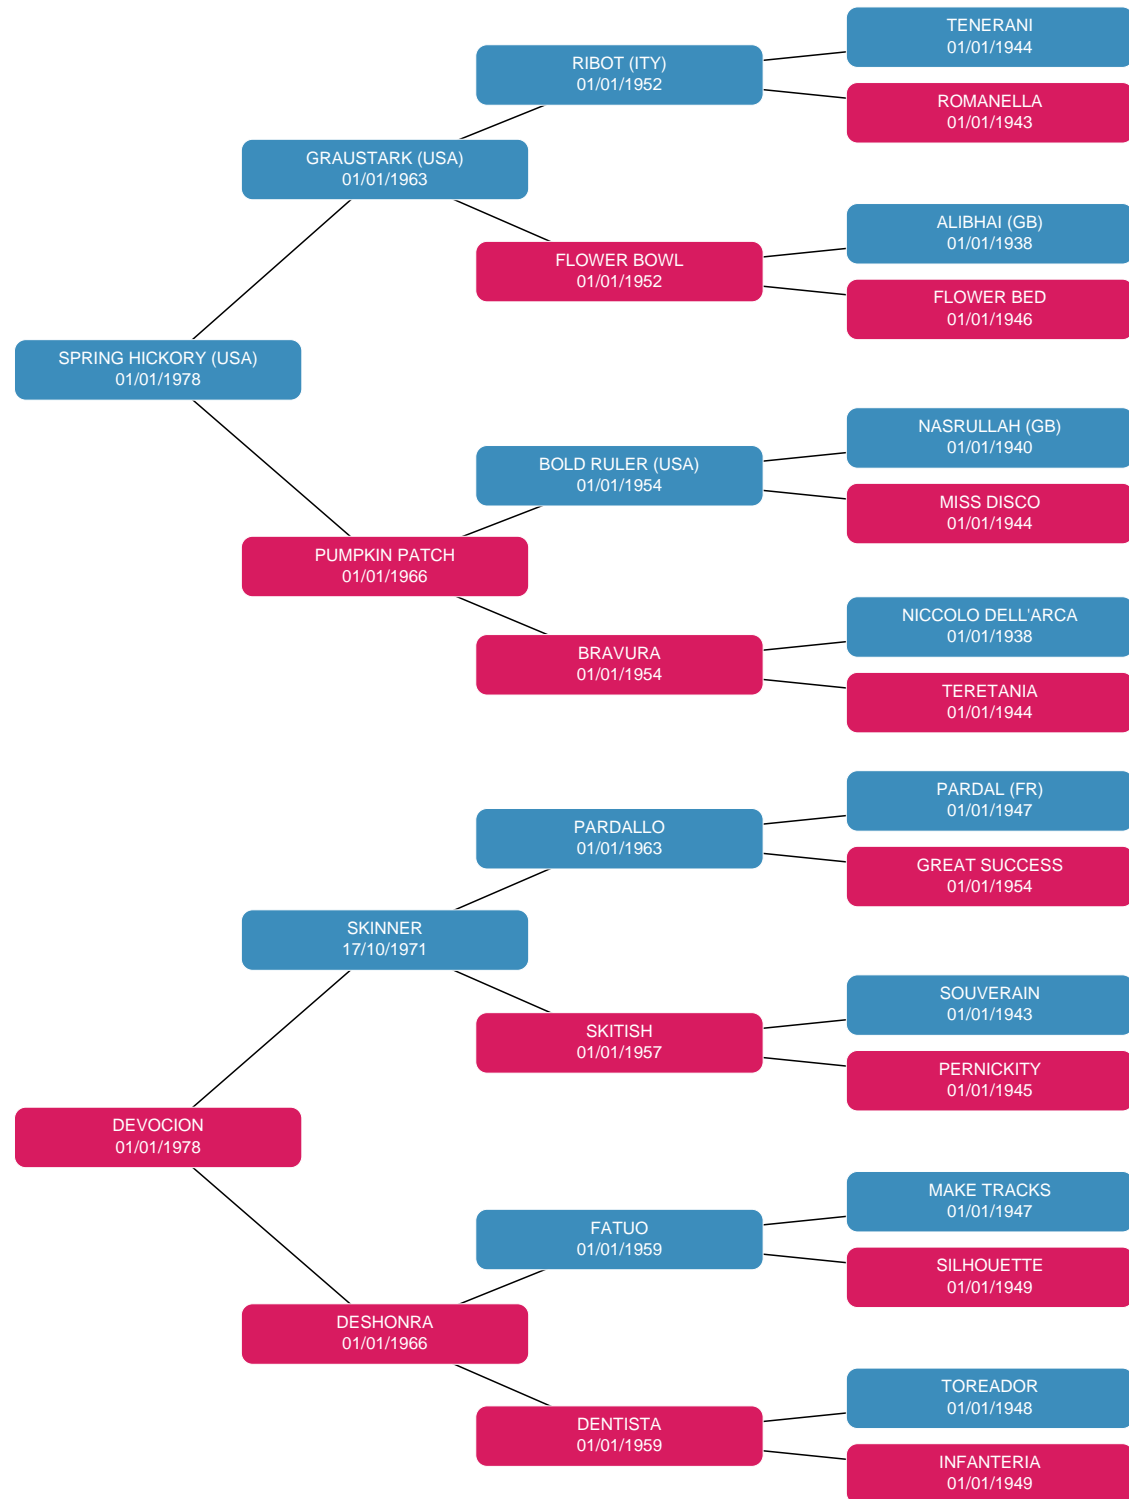 TENERANI
01/01/1944
RIBOT (ITY)
01/01/1952
ROMANELLA
01/01/1943
GRAUSTARK (USA)
01/01/1963
ALIBHAI (GB)
01/01/1938
FLOWER BOWL
01/01/1952
FLOWER BED
01/01/1946
SPRING HICKORY (USA)
01/01/1978
NASRULLAH (GB)
01/01/1940
BOLD RULER (USA)
01/01/1954
MISS DISCO
01/01/1944
PUMPKIN PATCH
01/01/1966
NICCOLO DELL'ARCA
01/01/1938
BRAVURA
01/01/1954
TERETANIA
01/01/1944
PARDAL (FR)
01/01/1947
PARDALLO
01/01/1963
GREAT SUCCESS
01/01/1954
SKINNER
17/10/1971
SOUVERAIN
01/01/1943
SKITISH
01/01/1957
PERNICKITY
01/01/1945
DEVOCION
01/01/1978
MAKE TRACKS
01/01/1947
FATUO
01/01/1959
SILHOUETTE
01/01/1949
DESHONRA
01/01/1966
TOREADOR
01/01/1948
DENTISTA
01/01/1959
INFANTERIA
01/01/1949